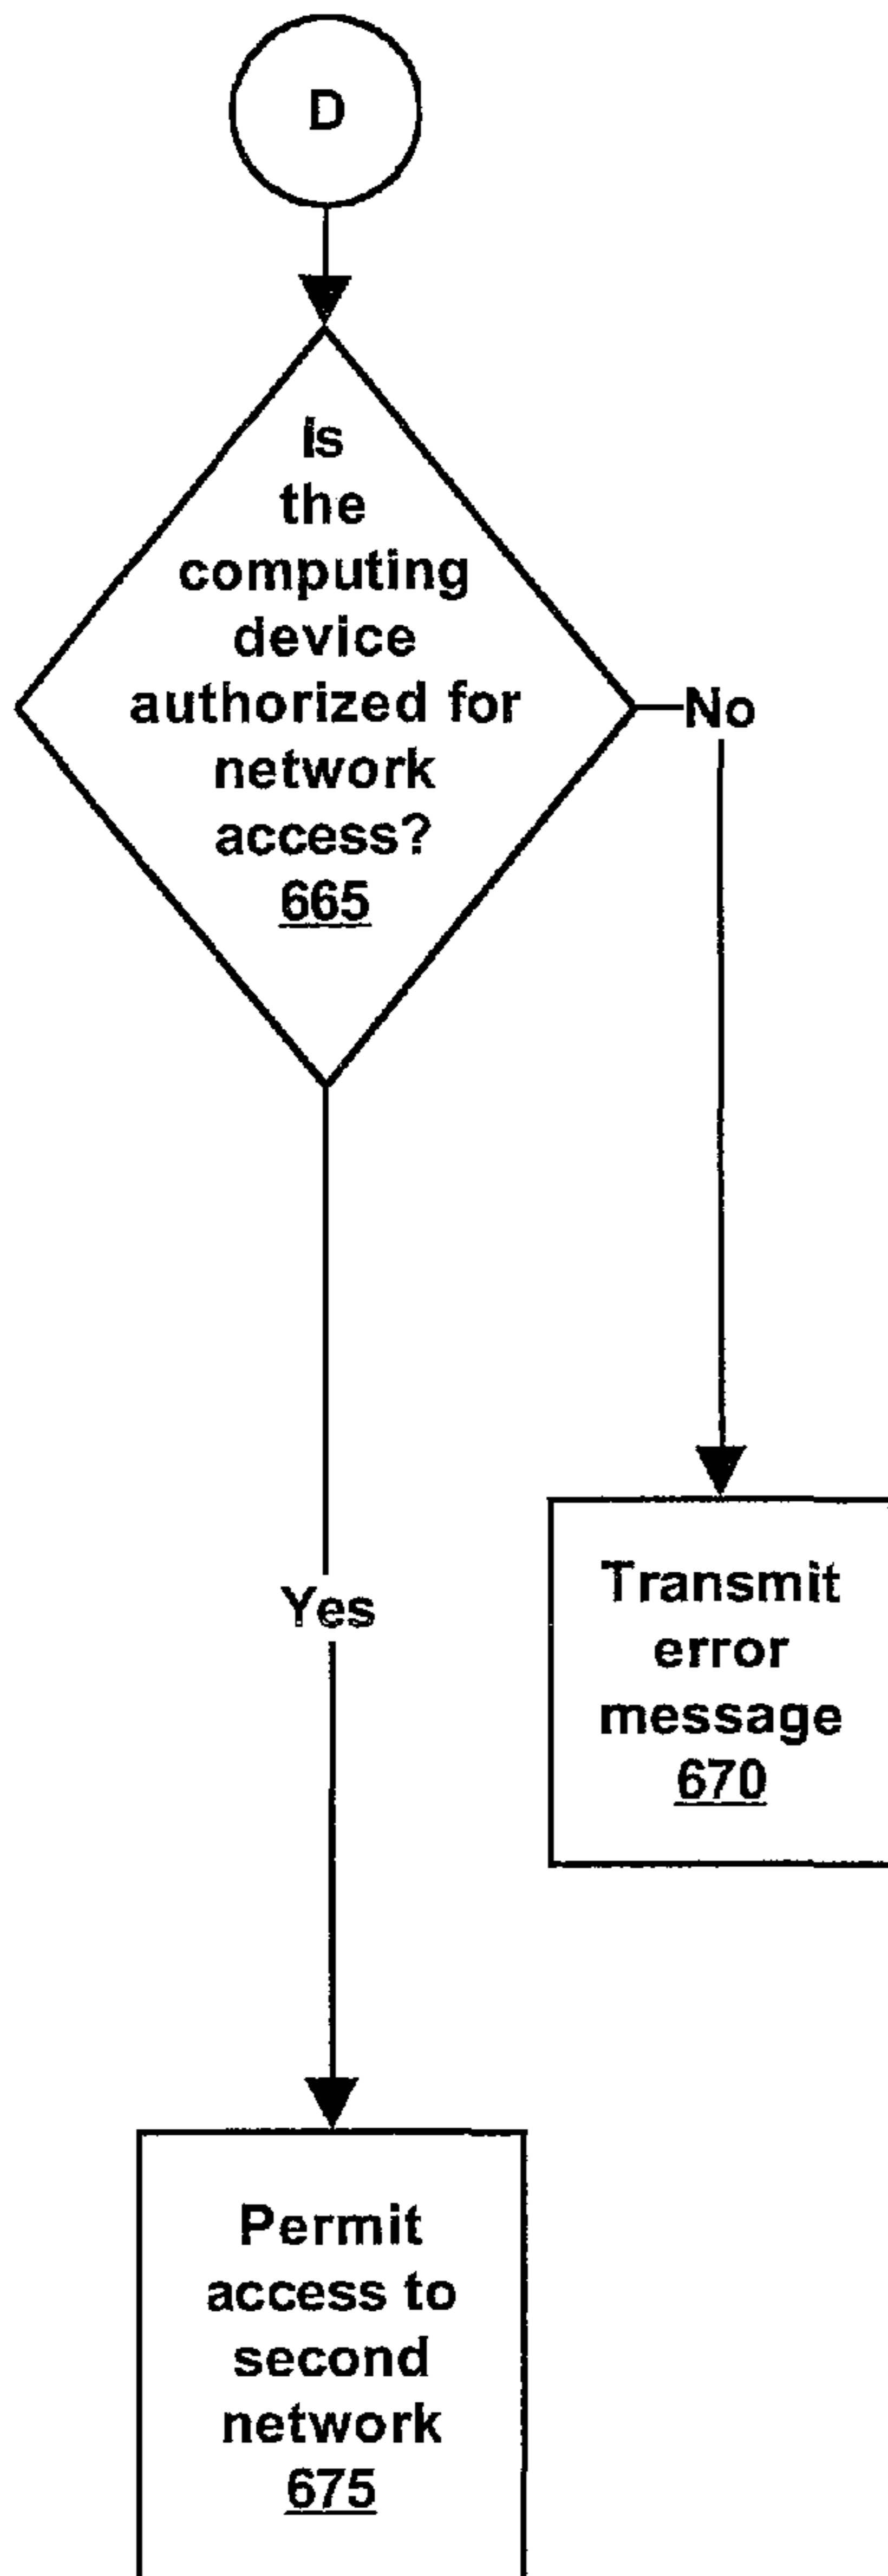 D
Is
the
computing
device
authorized for
network
access?
665
No
Yes
Transmit
error
message
670
Permit
access to
second
network
675